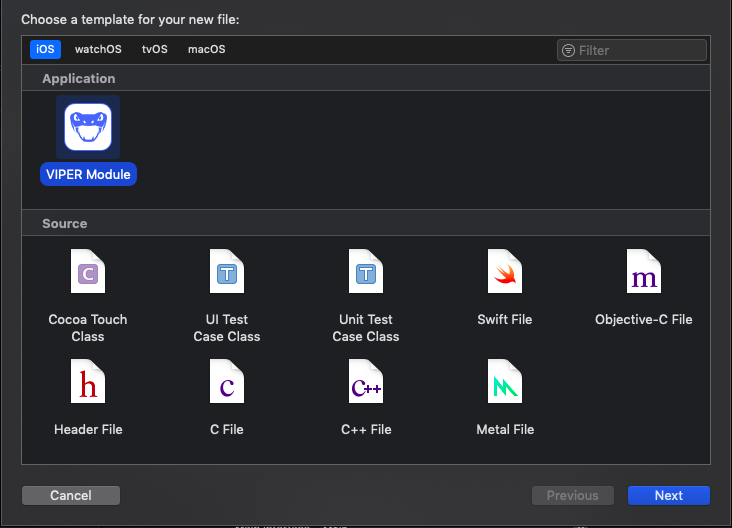 Choose a template for your new file:
iOS watchOS tvOS macOS Filter
Application
VIPER Module
Source
C T T
Cocoa Touch Class
UI Test Case Class
Unit Test Case Class
Swift File
m
Objective-C File
h
Header File
c
C File
C++
C++ File
Metal File
Cancel Previous Next